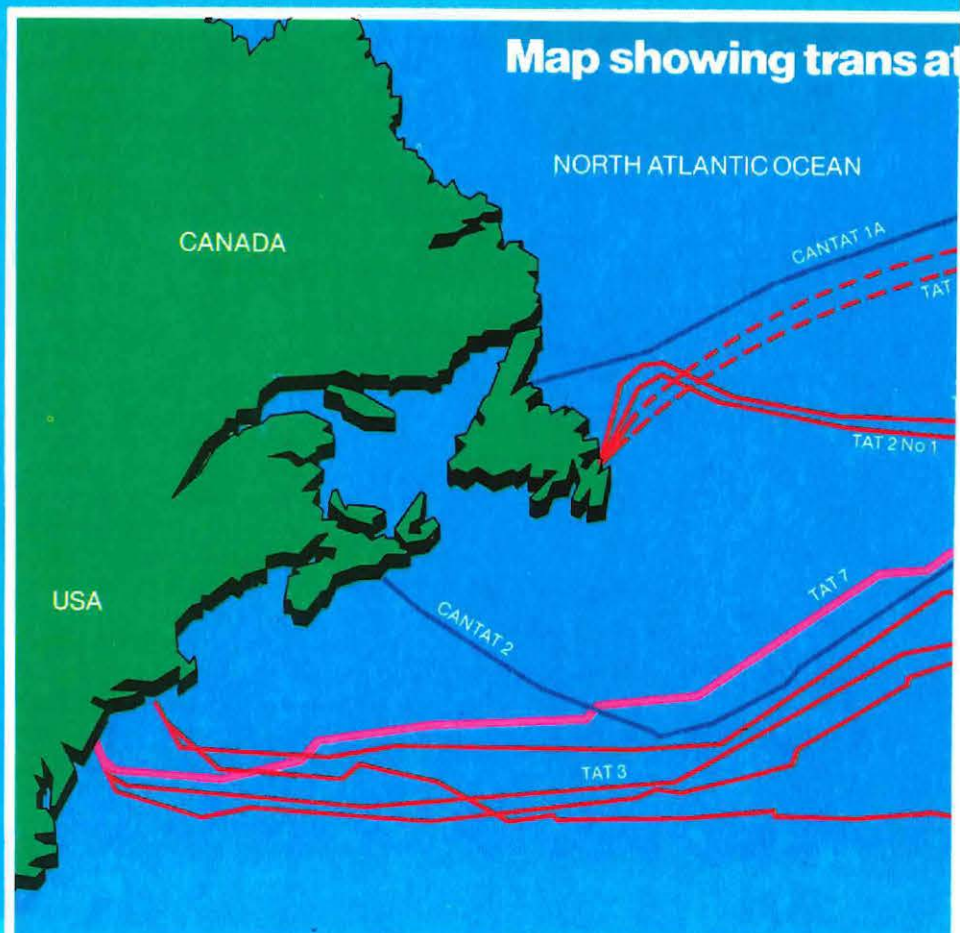 Map showing trans at
NORTH ATLANTIC OCEAN
CANADA
CANTAT 1A
TAT
TAT 2 No 1
TAT 7
USA
CANTAT 2
TAT 3